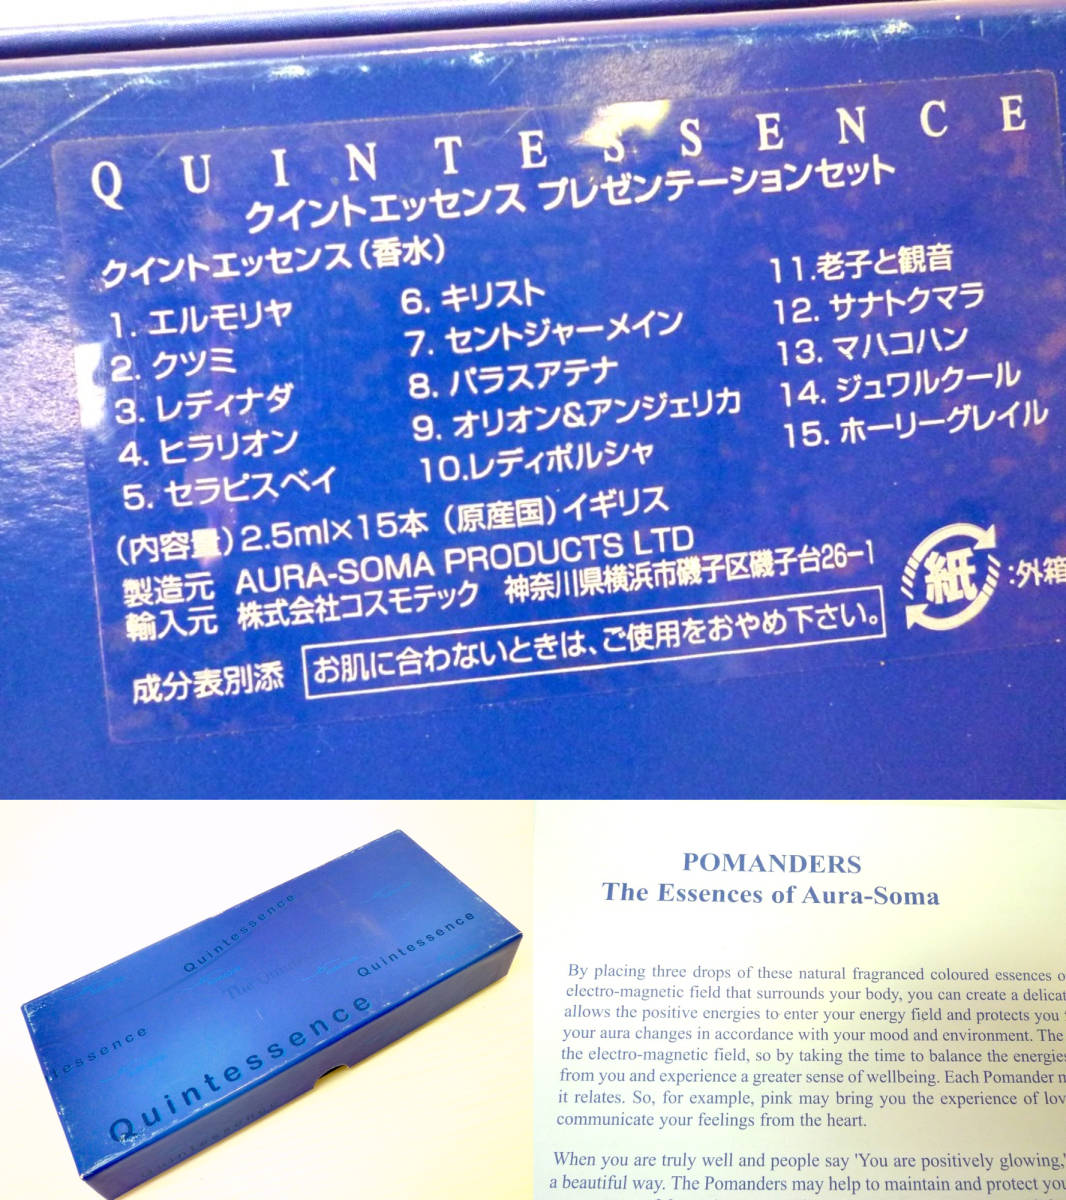 QUINTESSENCE
クイントエッセンス プレゼンテーションセット
クイントエッセンス（香水）
1. エルモリヤ
2. クツミ
3. レディナダ
4. ヒラリオン
5. セラピスベイ
6. キリスト
7. セントジャーメイン
8. パラスアテナ
9. オリオン&アンジェリカ
10.レディポルシャ
11.老子と観音
12. サナトクマラ
13. マハコハン
14. ジュワルクール
15. ホーリーグレイル
（内容量）2.5ml×15本（原産国）イギリス
製造元 AURA-SOMA PRODUCTS LTD
輸入元 株式会社コスモテック 神奈川県横浜市磯子区磯子台26-1
成分表別添 お肌に合わないときは、ご使用をおやめ下さい。
紙 :外箱
Quintessence
Quintessence
Quintessence
POMANDERS
The Essences of Aura-Soma
By placing three drops of these natural fragranced coloured essences
electro-magnetic field that surrounds your body, you can create a
allows the positive energies to enter your energy field and protects you
your aura changes in accordance with your mood and environment. The
the electro-magnetic field, so by taking the time to balance the
from you and experience a greater sense of wellbeing. Each Pomander
it relates. So, for example, pink may bring you the experience of
communicate your feelings from the heart.
When you are truly well and people say 'You are positively glowing,'
a beautiful way. The Pomanders may help to maintain and protect